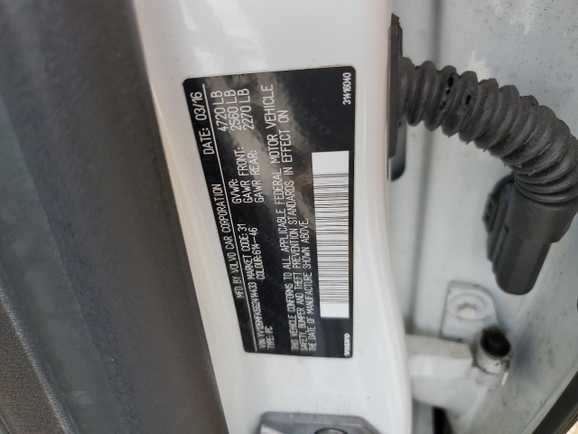 MFD BY: VOLVO CAR CORPORATION DATE: 03/16
GVWR: 4720 LB
GAWR FRONT: 2560 LB
GAWR REAR: 2270 LB
MARKET CODE: 31
COLOUR: 614-46
TYPE: PC
THIS VEHICLE CONFORMS TO ALL APPLICABLE FEDERAL MOTOR VEHICLE
SAFETY, BUMPER AND THEFT PREVENTION STANDARDS IN EFFECT ON
THE DATE OF MANUFACTURE SHOWN ABOVE.
31416040